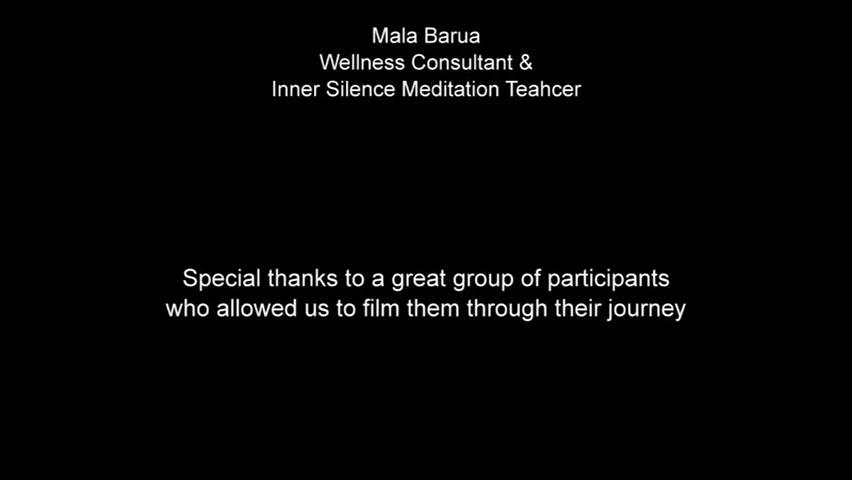 Mala Barua
Wellness Consultant &
Inner Silence Meditation Teahcer
Special thanks to a great group of participants
who allowed us to film them through their journey